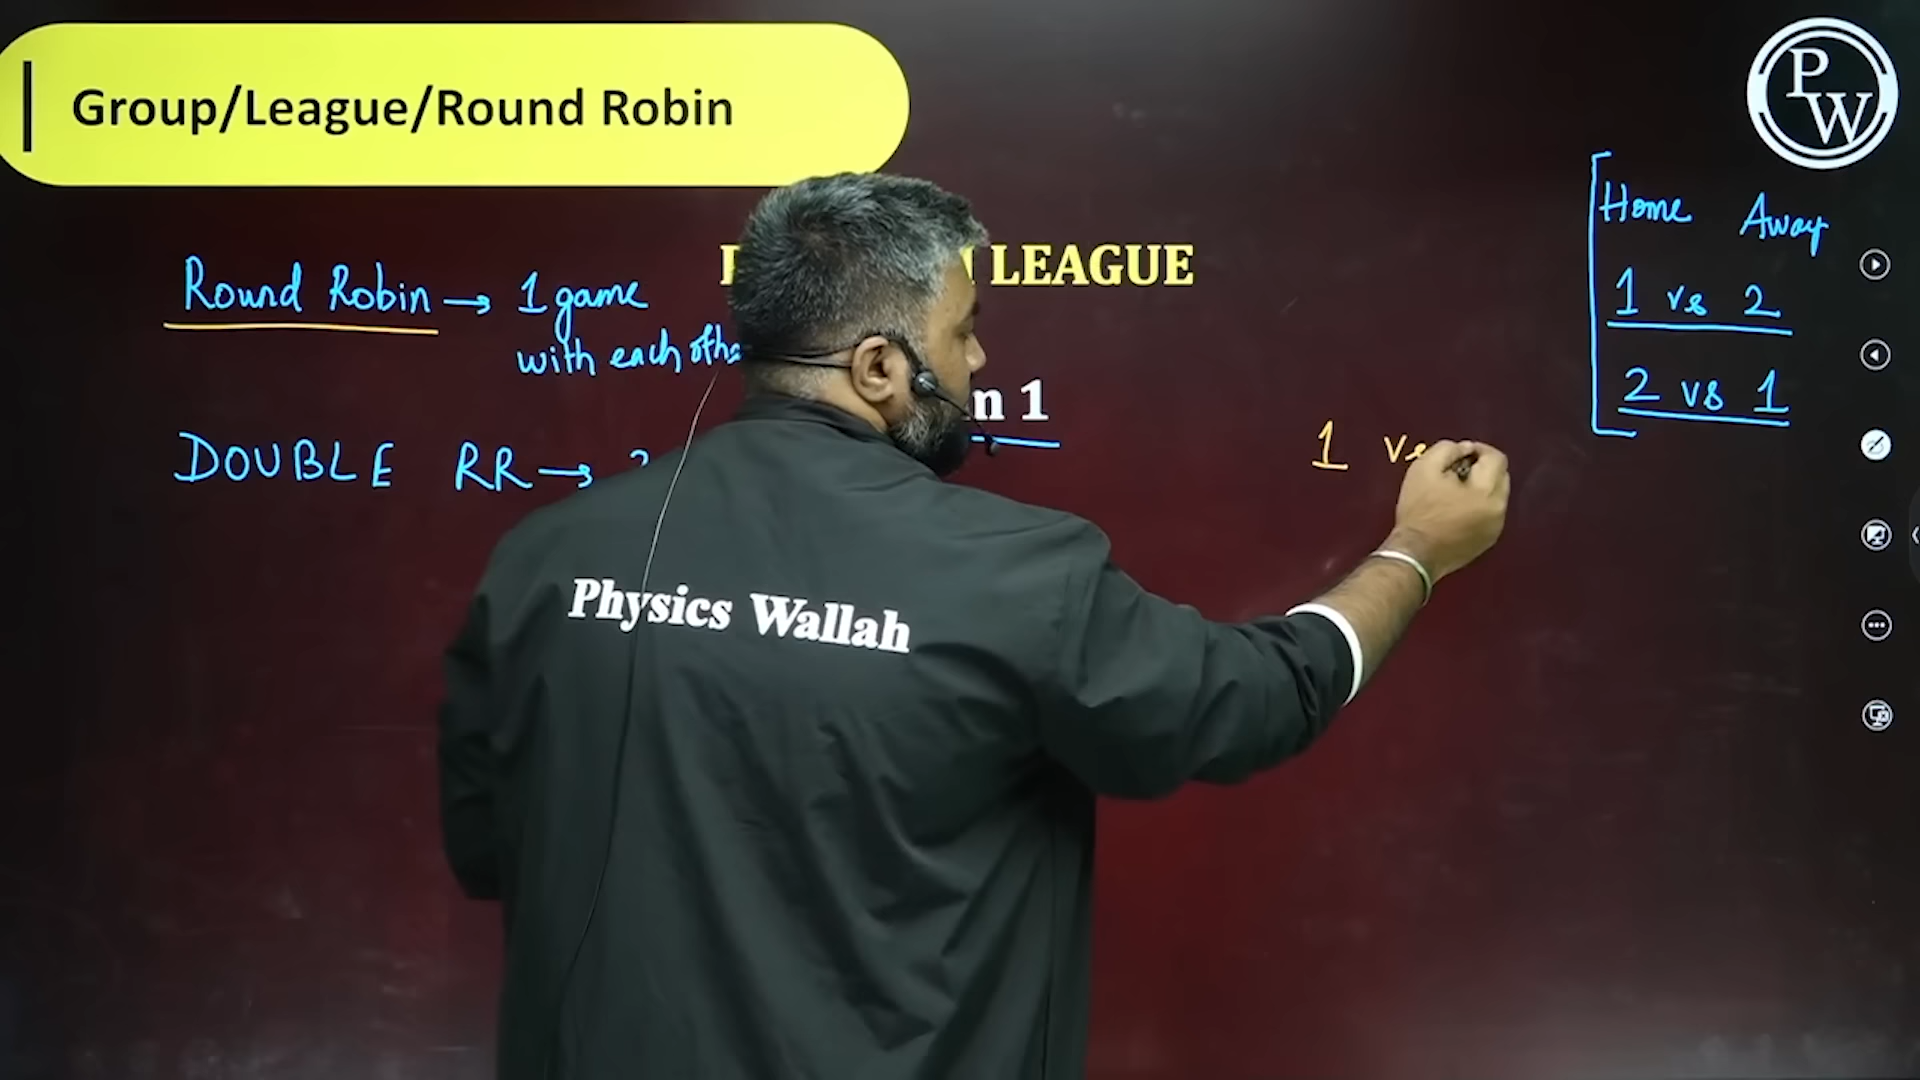 Group/League/Round Robin
P W
Home Away
LEAGUE
Round Robin → 1 game
with each othe
1 vs 2
2 vs 1
n 1
1 vs
DOUBLE RR →
Physics Wallah